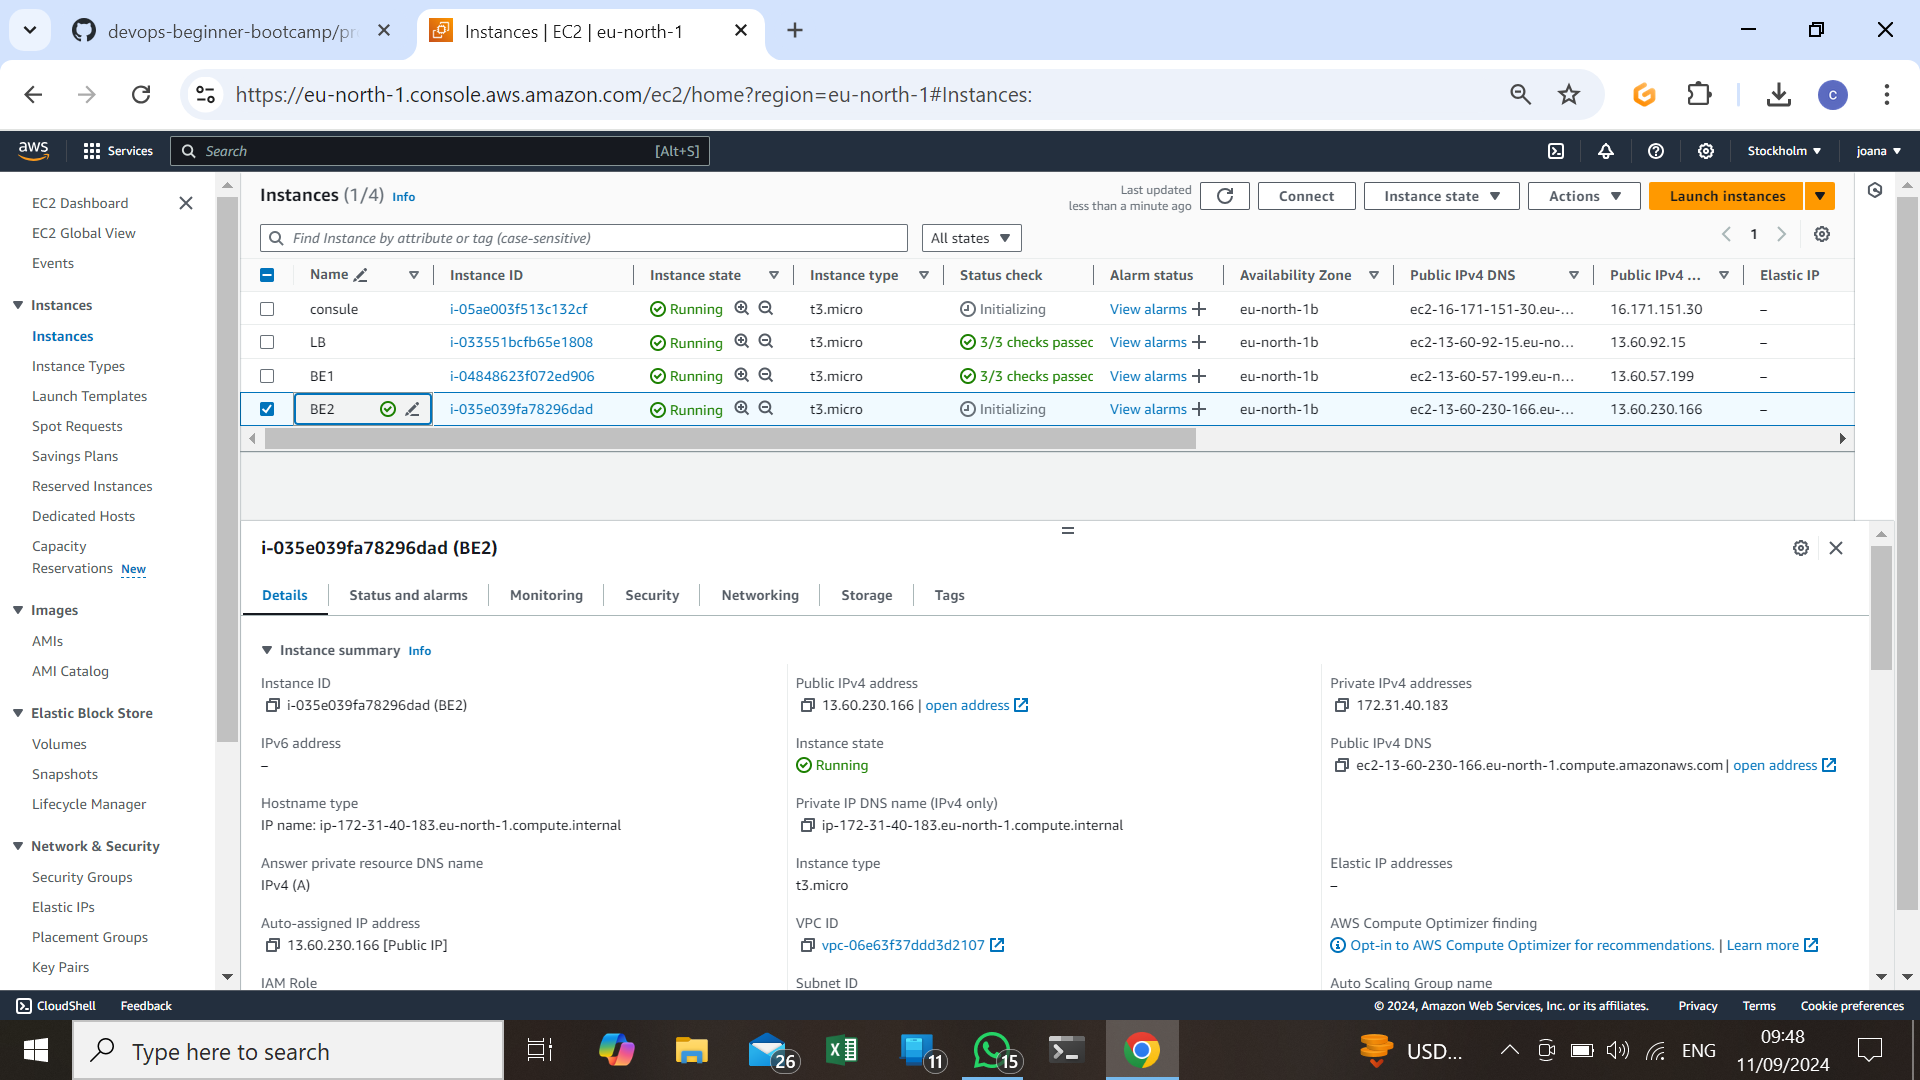 devops-beginner-bootcamp/pr
Instances | EC2 | eu-north-1
https://eu-north-1.console.aws.amazon.com/ec2/home?region=eu-north-1#Instances:
c
aws
Services
Search
[Alt+S]
Stockholm
joana
EC2 Dashboard
EC2 Global View
Events
Instances
Instances
Instance Types
Launch Templates
Spot Requests
Savings Plans
Reserved Instances
Dedicated Hosts
Capacity
Reservations New
Images
AMIs
AMI Catalog
Elastic Block Store
Volumes
Snapshots
Lifecycle Manager
Network & Security
Security Groups
Elastic IPs
Placement Groups
Key Pairs
Instances (1/4) Info
Last updated
less than a minute ago
Connect
Instance state
Actions
Launch instances
Find Instance by attribute or tag (case-sensitive)
All states
1
Name Instance ID Instance state Instance type Status check Alarm status Availability Zone Public IPv4 DNS Public IPv4 ... Elastic IP
consule i-05ae003f513c132cf Running t3.micro Initializing View alarms eu-north-1b ec2-16-171-151-30.eu-... 16.171.151.30 –
LB i-033551bcfb65e1808 Running t3.micro 3/3 checks passec View alarms eu-north-1b ec2-13-60-92-15.eu-no... 13.60.92.15 –
BE1 i-04848623f072ed906 Running t3.micro 3/3 checks passec View alarms eu-north-1b ec2-13-60-57-199.eu-n... 13.60.57.199 –
BE2 i-035e039fa78296dad Running t3.micro Initializing View alarms eu-north-1b ec2-13-60-230-166.eu-... 13.60.230.166 –
i-035e039fa78296dad (BE2)
Details Status and alarms Monitoring Security Networking Storage Tags
Instance summary Info
Instance ID
i-035e039fa78296dad (BE2)
Public IPv4 address
13.60.230.166 | open address
Private IPv4 addresses
172.31.40.183
IPv6 address
–
Instance state
Running
Public IPv4 DNS
ec2-13-60-230-166.eu-north-1.compute.amazonaws.com | open address
Hostname type
IP name: ip-172-31-40-183.eu-north-1.compute.internal
Private IP DNS name (IPv4 only)
ip-172-31-40-183.eu-north-1.compute.internal
Answer private resource DNS name
IPv4 (A)
Instance type
t3.micro
Elastic IP addresses
–
Auto-assigned IP address
13.60.230.166 [Public IP]
VPC ID
vpc-06e63f37ddd3d2107
AWS Compute Optimizer finding
Opt-in to AWS Compute Optimizer for recommendations. | Learn more
IAM Role
Subnet ID
Auto Scaling Group name
CloudShell Feedback
© 2024, Amazon Web Services, Inc. or its affiliates. Privacy Terms Cookie preferences
Type here to search
26
11
15
USD...
ENG
09:48
11/09/2024